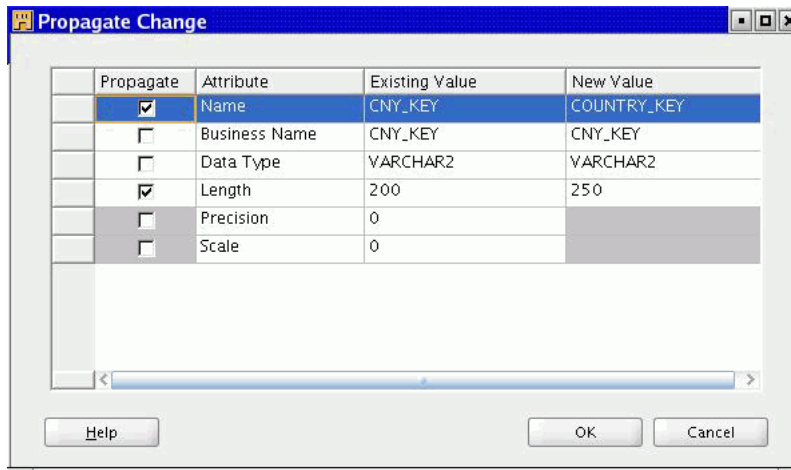 Propagate Change
Propagate Attribute Existing Value New Value
Name CNY_KEY COUNTRY_KEY
Business Name CNY_KEY CNY_KEY
Data Type VARCHAR2 VARCHAR2
Length 200 250
Precision 0
Scale 0
Help OK Cancel